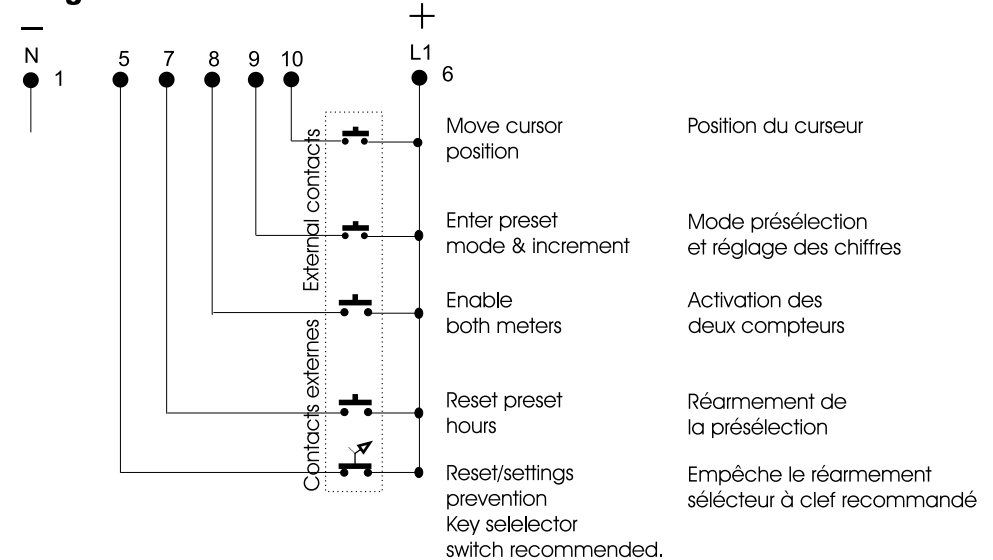 +
–
N
1
5
7
8
9
10
L1
6
External contacts
Contacts externes
Move cursor
position
Position du curseur
Enter preset
mode & increment
Mode présélection
et réglage des chiffres
Enable
both meters
Activation des
deux compteurs
Reset preset
hours
Réarmement de
la présélection
Reset/settings
prevention
Key selelector
switch recommended.
Empêche le réarmement
sélécteur à clef recommandé